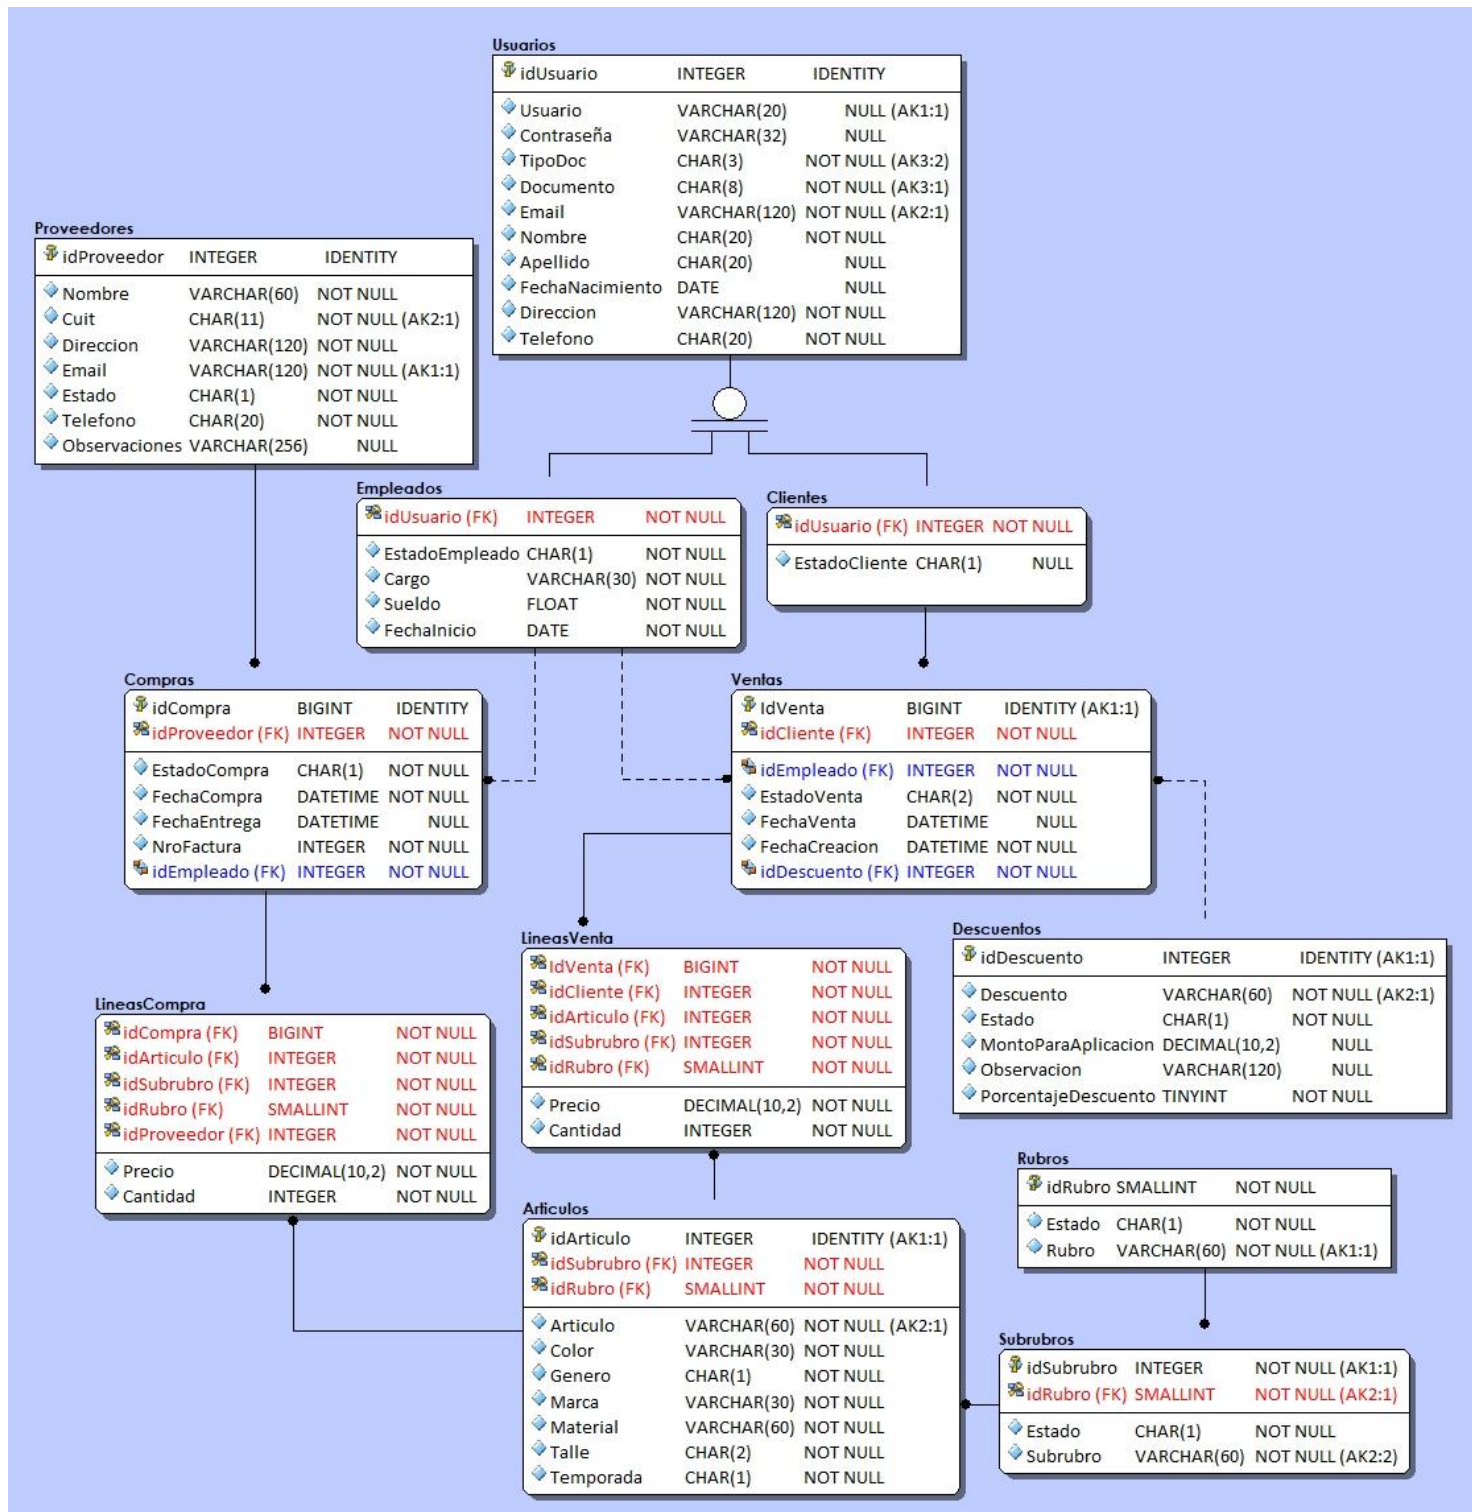 Usuarios
idUsuario INTEGER IDENTITY
Usuario VARCHAR(20) NULL (AK1:1)
Contraseña VARCHAR(32) NULL
TipoDoc CHAR(3) NOT NULL (AK3:2)
Documento CHAR(8) NOT NULL (AK3:1)
Email VARCHAR(120) NOT NULL (AK2:1)
Nombre CHAR(20) NOT NULL
Apellido CHAR(20) NULL
FechaNacimiento DATE NULL
Direccion VARCHAR(120) NOT NULL
Telefono CHAR(20) NOT NULL
Proveedores
idProveedor INTEGER IDENTITY
Nombre VARCHAR(60) NOT NULL
Cuit CHAR(11) NOT NULL (AK2:1)
Direccion VARCHAR(120) NOT NULL
Email VARCHAR(120) NOT NULL (AK1:1)
Estado CHAR(1) NOT NULL
Telefono CHAR(20) NOT NULL
Observaciones VARCHAR(256) NULL
Empleados
idUsuario (FK) INTEGER NOT NULL
EstadoEmpleado CHAR(1) NOT NULL
Cargo VARCHAR(30) NOT NULL
Sueldo FLOAT NOT NULL
FechaInicio DATE NOT NULL
Clientes
idUsuario (FK) INTEGER NOT NULL
EstadoCliente CHAR(1) NULL
Compras
idCompra BIGINT IDENTITY
idProveedor (FK) INTEGER NOT NULL
EstadoCompra CHAR(1) NOT NULL
FechaCompra DATETIME NOT NULL
FechaEntrega DATETIME NULL
NroFactura INTEGER NOT NULL
idEmpleado (FK) INTEGER NOT NULL
Ventas
IdVenta BIGINT IDENTITY (AK1:1)
idCliente (FK) INTEGER NOT NULL
idEmpleado (FK) INTEGER NOT NULL
EstadoVenta CHAR(2) NOT NULL
FechaVenta DATETIME NULL
FechaCreacion DATETIME NOT NULL
idDescuento (FK) INTEGER NOT NULL
LineasVenta
IdVenta (FK) BIGINT NOT NULL
idCliente (FK) INTEGER NOT NULL
idArticulo (FK) INTEGER NOT NULL
idSubrubro (FK) INTEGER NOT NULL
idRubro (FK) SMALLINT NOT NULL
Precio DECIMAL(10,2) NOT NULL
Cantidad INTEGER NOT NULL
Descuentos
idDescuento INTEGER IDENTITY (AK1:1)
Descuento VARCHAR(60) NOT NULL (AK2:1)
Estado CHAR(1) NOT NULL
MontoParaAplicacion DECIMAL(10,2) NULL
Observacion VARCHAR(120) NULL
PorcentajeDescuento TINYINT NOT NULL
LineasCompra
idCompra (FK) BIGINT NOT NULL
idArticulo (FK) INTEGER NOT NULL
idSubrubro (FK) INTEGER NOT NULL
idRubro (FK) SMALLINT NOT NULL
idProveedor (FK) INTEGER NOT NULL
Precio DECIMAL(10,2) NOT NULL
Cantidad INTEGER NOT NULL
Rubros
idRubro SMALLINT NOT NULL
Estado CHAR(1) NOT NULL
Rubro VARCHAR(60) NOT NULL (AK1:1)
Articulos
idArticulo INTEGER IDENTITY (AK1:1)
idSubrubro (FK) INTEGER NOT NULL
idRubro (FK) SMALLINT NOT NULL
Articulo VARCHAR(60) NOT NULL (AK2:1)
Color VARCHAR(30) NOT NULL
Genero CHAR(1) NOT NULL
Marca VARCHAR(30) NOT NULL
Material VARCHAR(60) NOT NULL
Talle CHAR(2) NOT NULL
Temporada CHAR(1) NOT NULL
Subrubros
idSubrubro INTEGER NOT NULL (AK1:1)
idRubro (FK) SMALLINT NOT NULL (AK2:1)
Estado CHAR(1) NOT NULL
Subrubro VARCHAR(60) NOT NULL (AK2:2)